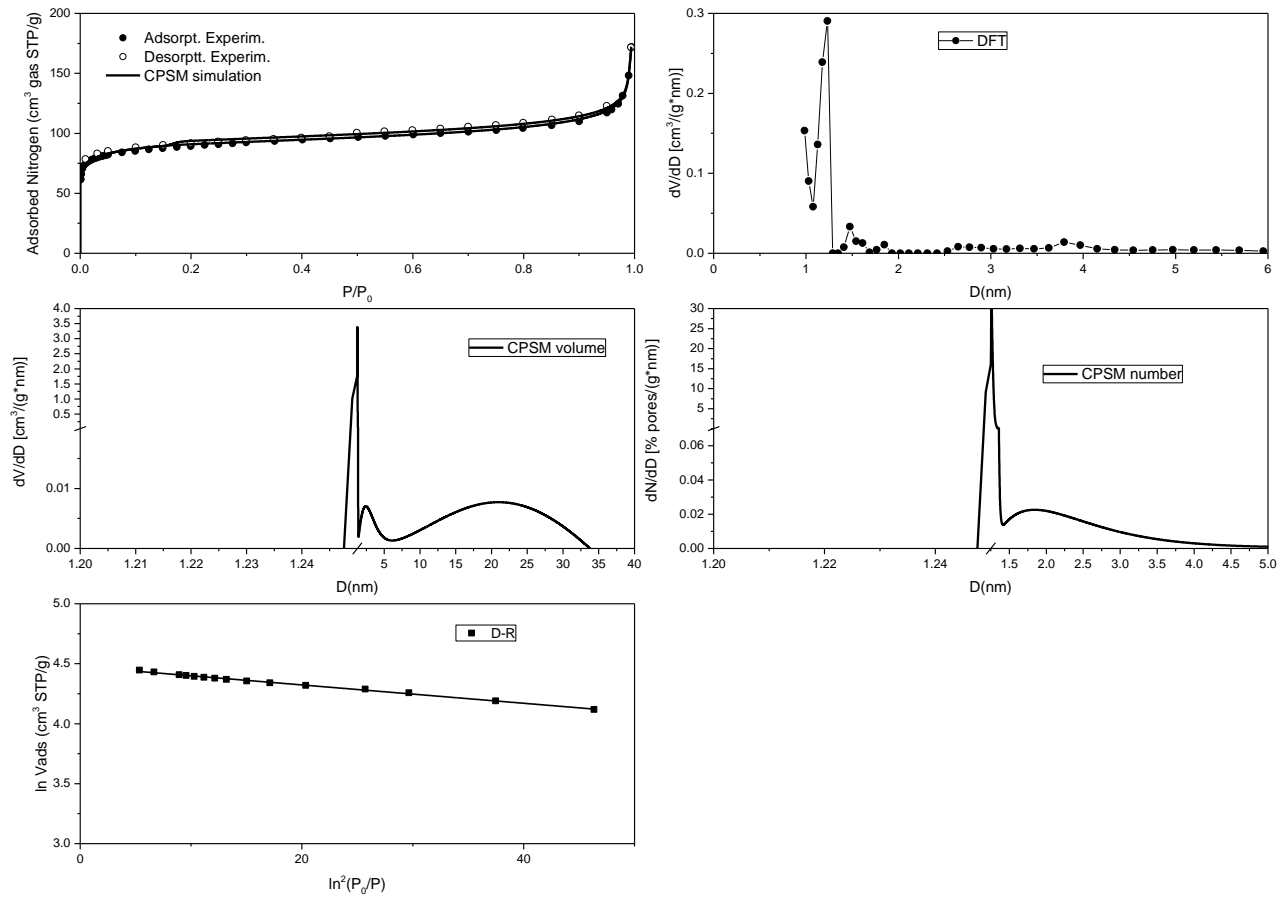 200
150
100
50
0
Adsorbed Nitrogen (cm³ gas STP/g)
Adsorpt. Experim.
Desorptt. Experim.
CPSM simulation
0.0 0.2 0.4 0.6 0.8 1.0
P/P₀
0.3
0.2
0.1
0.0
dV/dD [cm³/(g*nm)]
DFT
0 1 2 3 4 5 6
D(nm)
4.0
3.5
3.0
2.5
2.0
1.5
1.0
0.5
0.01
0.00
dV/dD [cm³/(g*nm)]
CPSM volume
1.20 1.21 1.22 1.23 1.24 5 10 15 20 25 30 35 40
D(nm)
30
25
20
15
10
5
0.06
0.04
0.02
0.00
dN/dD [% pores/(g*nm)]
CPSM number
1.20 1.22 1.24 1.5 2.0 2.5 3.0 3.5 4.0 4.5 5.0
D(nm)
5.0
4.5
4.0
3.5
3.0
ln Vads (cm³ STP/g)
D-R
0 20 40
ln²(P₀/P)